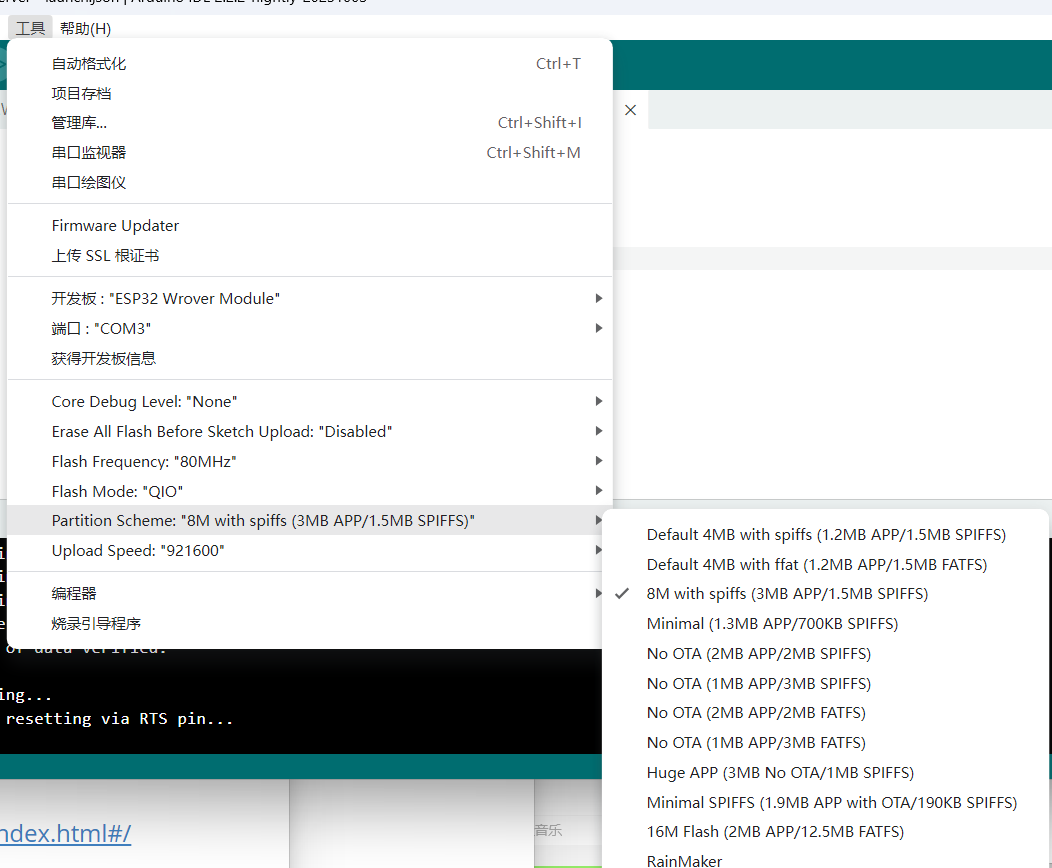 工具 帮助(H)
自动格式化 Ctrl+T
项目存档
管理库... Ctrl+Shift+I
串口监视器 Ctrl+Shift+M
串口绘图仪
Firmware Updater
上传 SSL 根证书
开发板 : "ESP32 Wrover Module"
端口 : "COM3"
获得开发板信息
Core Debug Level: "None"
Erase All Flash Before Sketch Upload: "Disabled"
Flash Frequency: "80MHz"
Flash Mode: "QIO"
Partition Scheme: "8M with spiffs (3MB APP/1.5MB SPIFFS)"
Upload Speed: "921600"
编程器
烧录引导程序
Default 4MB with spiffs (1.2MB APP/1.5MB SPIFFS)
Default 4MB with ffat (1.2MB APP/1.5MB FATFS)
8M with spiffs (3MB APP/1.5MB SPIFFS)
Minimal (1.3MB APP/700KB SPIFFS)
No OTA (2MB APP/2MB SPIFFS)
No OTA (1MB APP/3MB SPIFFS)
No OTA (2MB APP/2MB FATFS)
No OTA (1MB APP/3MB FATFS)
Huge APP (3MB No OTA/1MB SPIFFS)
Minimal SPIFFS (1.9MB APP with OTA/190KB SPIFFS)
16M Flash (2MB APP/12.5MB FATFS)
RainMaker
of data verified.
ing...
resetting via RTS pin...
ndex.html#/
音乐